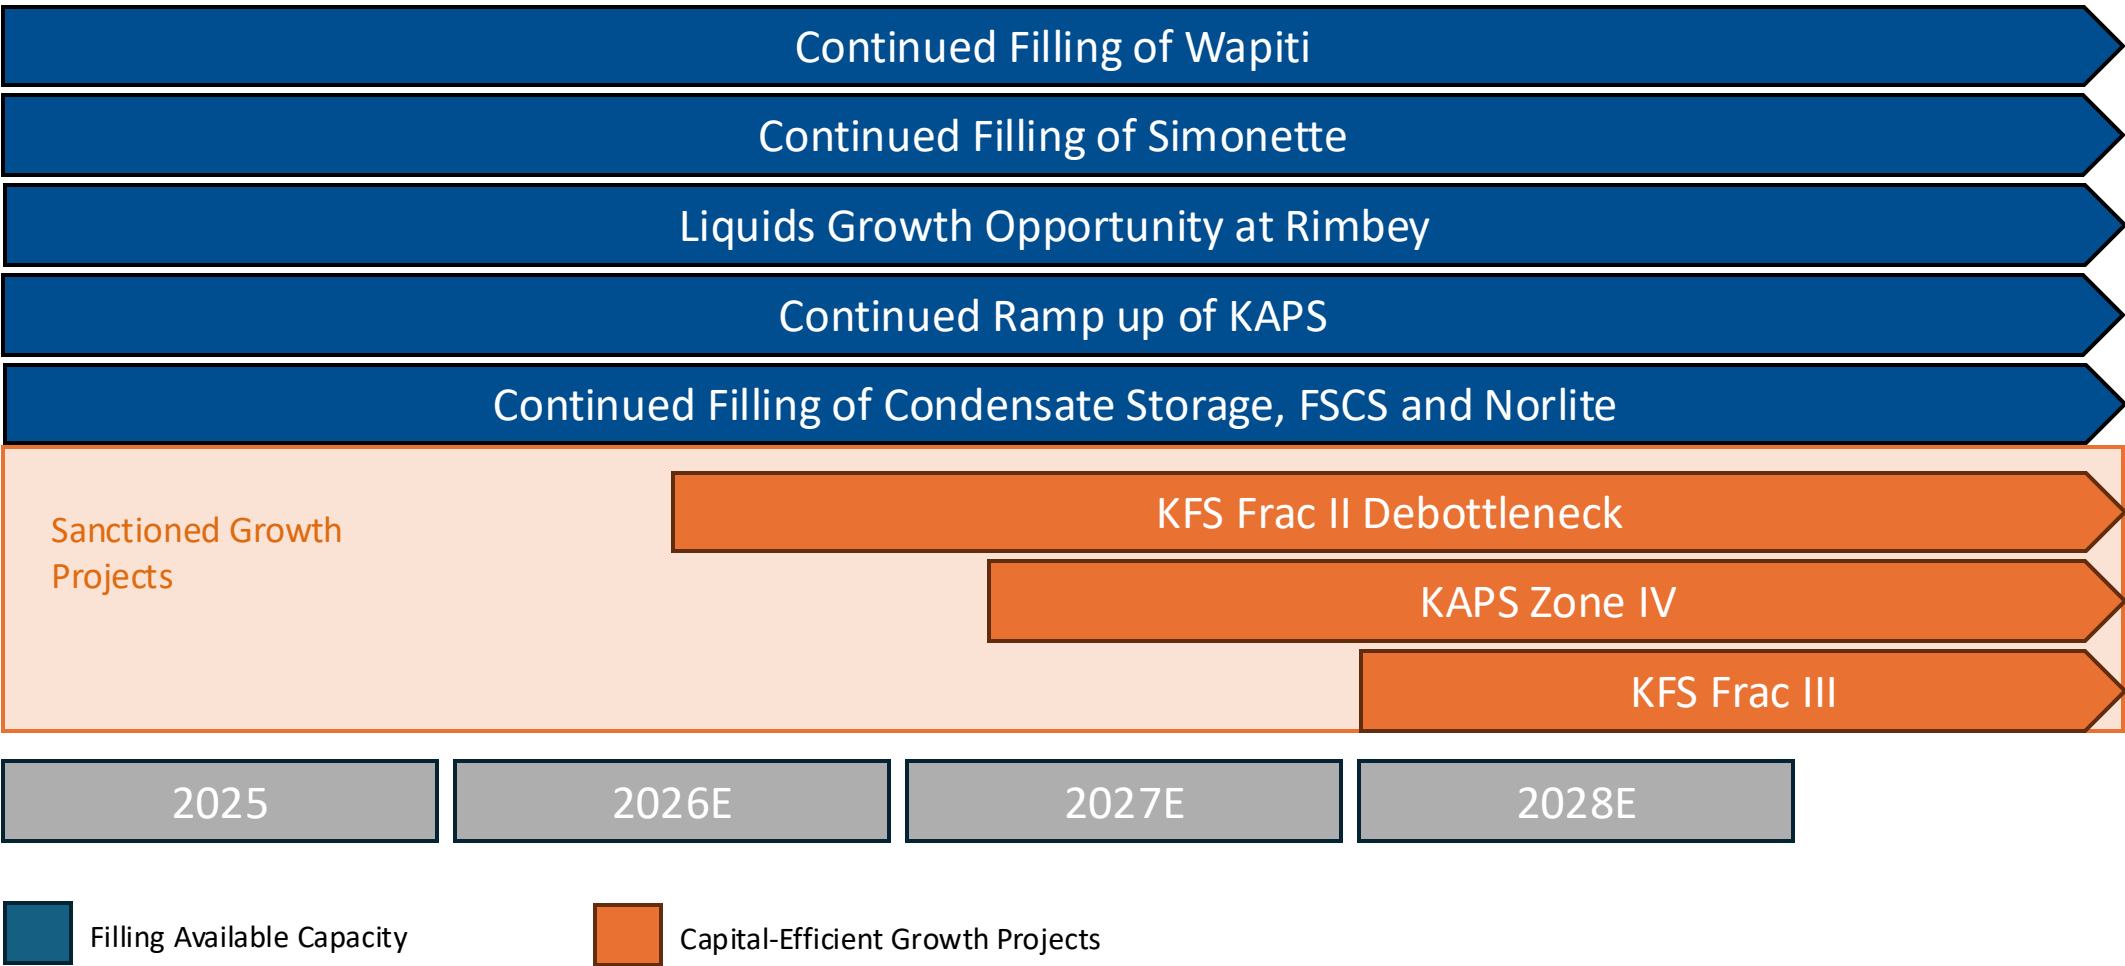 Continued Filling of Wapiti
Continued Filling of Simonette
Liquids Growth Opportunity at Rimbey
Continued Ramp up of KAPS
Continued Filling of Condensate Storage, FSCS and Norlite
Sanctioned Growth
Projects
KFS Frac II Debottleneck
KAPS Zone IV
KFS Frac III
2025
2026E
2027E
2028E
Filling Available Capacity
Capital-Efficient Growth Projects